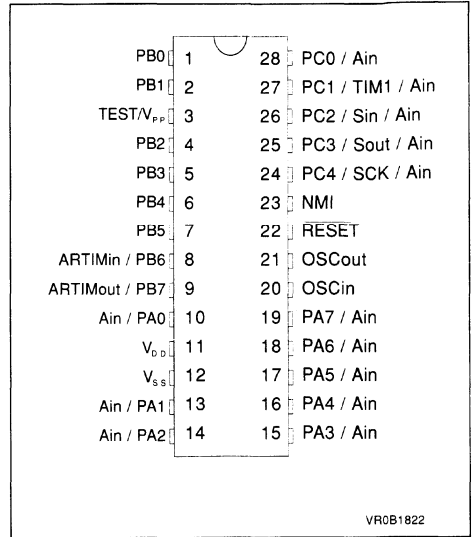 PB0 1 28 PC0 / Ain
PB1 2 27 PC1 / TIM1 / Ain
TEST/VPP 3 26 PC2 / Sin / Ain
PB2 4 25 PC3 / Sout / Ain
PB3 5 24 PC4 / SCK / Ain
PB4 6 23 NMI
PB5 7 22 RESET
ARTIMin / PB6 8 21 OSCout
ARTIMout / PB7 9 20 OSCin
Ain / PA0 10 19 PA7 / Ain
VDD 11 18 PA6 / Ain
VSS 12 17 PA5 / Ain
Ain / PA1 13 16 PA4 / Ain
Ain / PA2 14 15 PA3 / Ain
VR0B1822